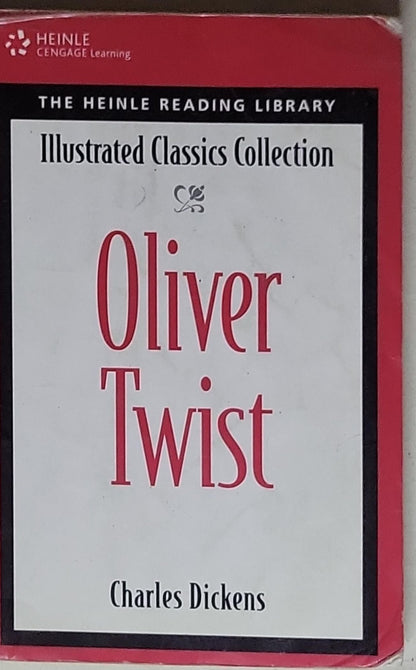 HEINLE
CENGAGE Learning
THE HEINLE READING LIBRARY
Illustrated Classics Collection
Oliver
Twist
Charles Dickens